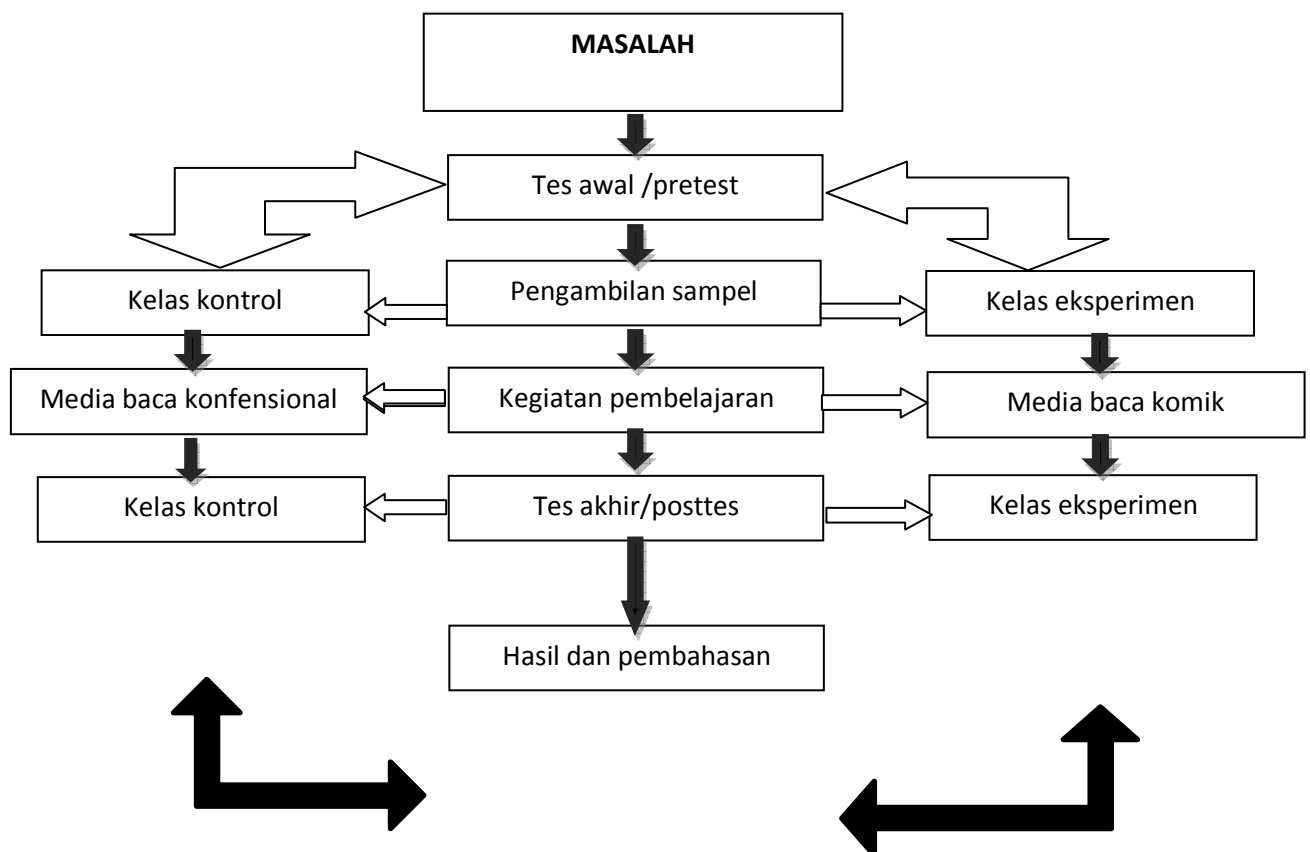 MASALAH
Tes awal /pretest
Kelas kontrol
Pengambilan sampel
Kelas eksperimen
Media baca konfensional
Kegiatan pembelajaran
Media baca komik
Kelas kontrol
Tes akhir/posttes
Kelas eksperimen
Hasil dan pembahasan